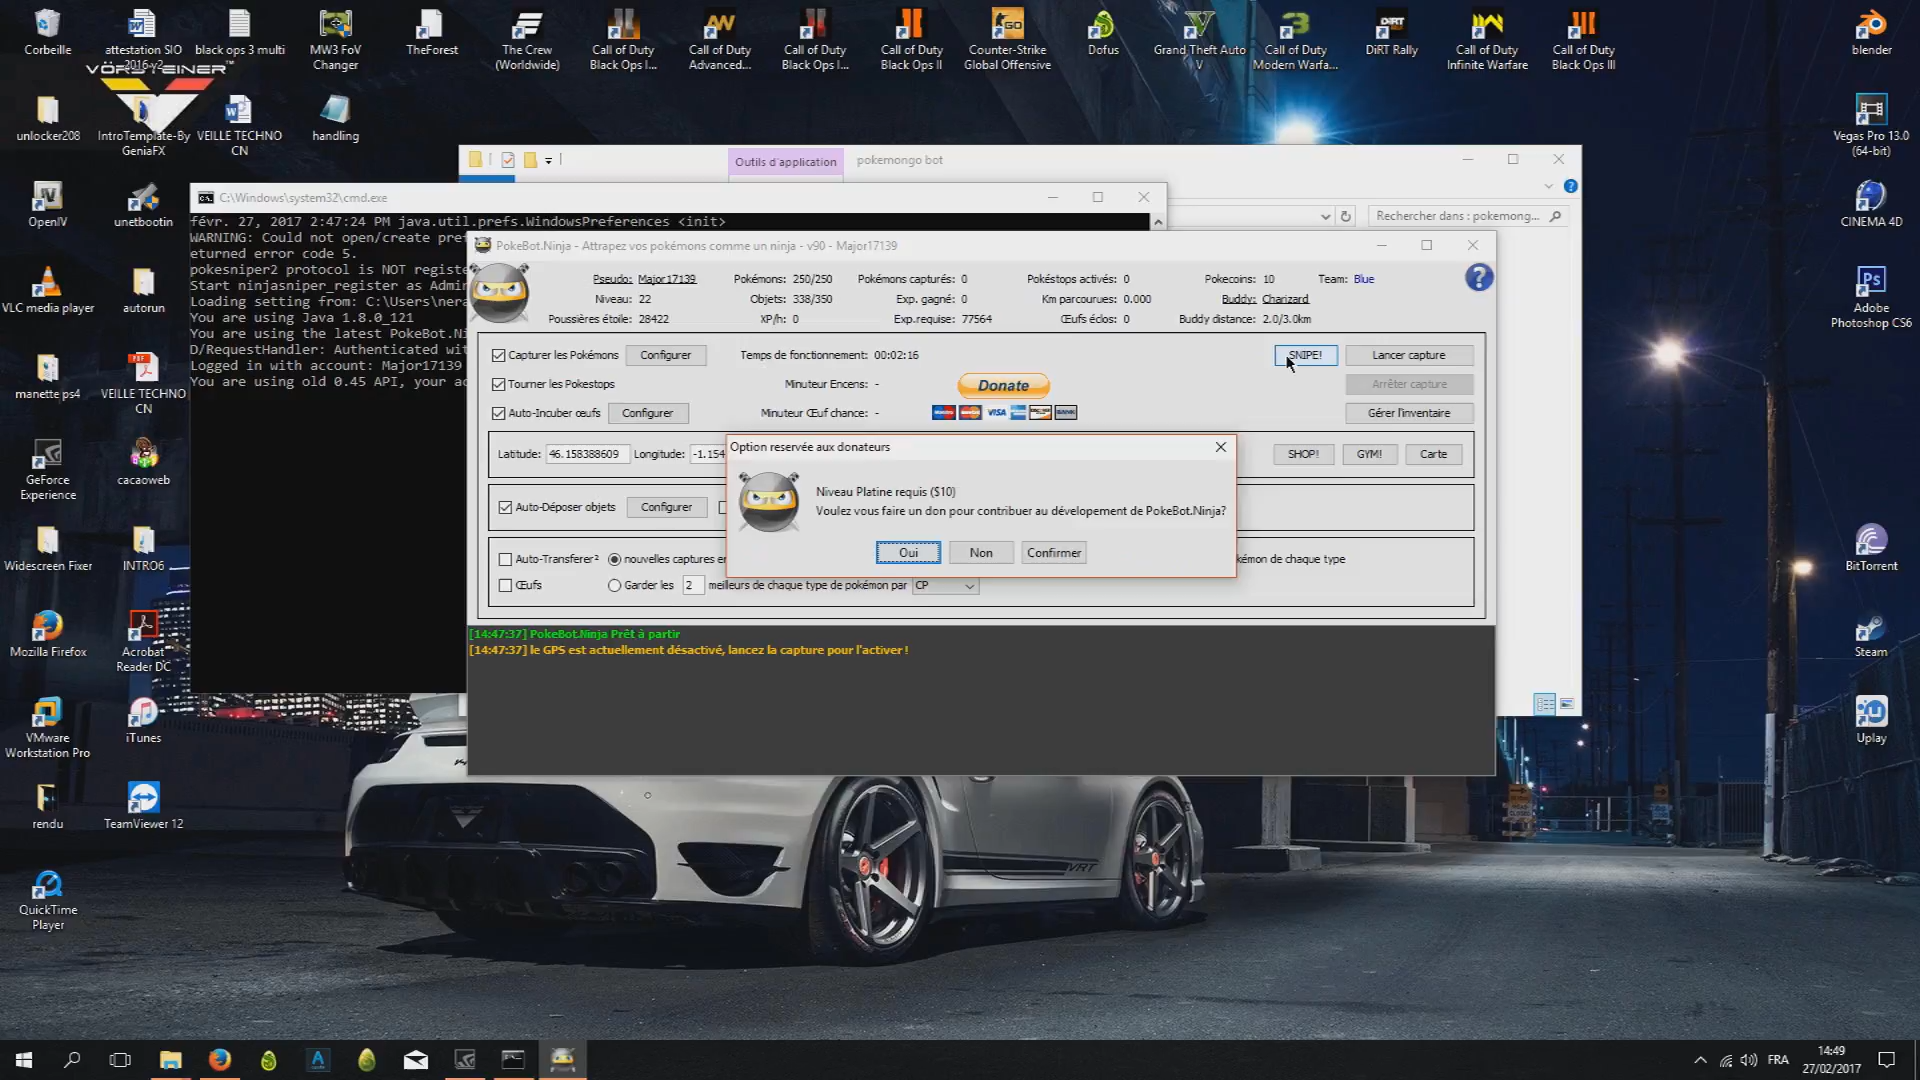 Corbeille
attestation SIO 2016-v2
black ops 3 multi
MW3 FoV Changer
TheForest
The Crew (Worldwide)
Call of Duty Black Ops I...
Call of Duty Advanced...
Call of Duty Black Ops I...
Call of Duty Black Ops II
Counter-Strike Global Offensive
Dofus
Grand Theft Auto V
Call of Duty Modern Warfa...
DiRT Rally
Call of Duty Infinite Warfare
Call of Duty Black Ops III
blender
VÖRSTEINER™
unlocker208
IntroTemplate-By GeniaFX
VEILLE TECHNO CN
handling
Vegas Pro 13.0 (64-bit)
OpenIV
unetbootin
CINEMA 4D
VLC media player
autorun
Adobe Photoshop CS6
manette ps4
VEILLE TECHNO CN
GeForce Experience
cacaoweb
Widescreen Fixer
INTRO6
BitTorrent
Mozilla Firefox
Acrobat Reader DC
Steam
VMware Workstation Pro
iTunes
Uplay
rendu
TeamViewer 12
QuickTime Player
Outils d'application
pokemongo bot
Rechercher dans : pokemong...
C:\Windows\system32\cmd.exe
févr. 27, 2017 2:47:24 PM java.util.prefs.WindowsPreferences <init>
WARNING: Could not open/create pref
eturned error code 5.
pokesniper2 protocol is NOT registe
Start ninjasniper_register as Admi
Loading setting from: C:\Users\nera
You are using Java 1.8.0_121
You are using the latest PokeBot.Ni
D/RequestHandler: Authenticated wit
Logged in with account: Major17139
You are using old 0.45 API, your ac
PokeBot.Ninja - Attrapez vos pokémons comme un ninja - v90 - Major17139
Pseudo: Major17139 Pokémons: 250/250 Pokémons capturés: 0 Pokéstops activés: 0 Pokecoins: 10 Team: Blue
Niveau: 22 Objets: 338/350 Exp. gagné: 0 Km parcourues: 0.000 Buddy: Charizard
Poussières étoile: 28422 XP/h: 0 Exp.requise: 77564 Œufs éclos: 0 Buddy distance: 2.0/3.0km
Capturer les Pokémons Configurer Temps de fonctionnement: 00:02:16 SNIPE! Lancer capture
Tourner les Pokestops Minuteur Encens: - Donate Arrêter capture
Auto-Incuber œufs Configurer Minuteur Œuf chance: - VISA BANK Gérer l'inventaire
Latitude: 46.158388609 Longitude: -1.154 SHOP! GYM! Carte
Auto-Déposer objets Configurer
Auto-Transferer² nouvelles captures en
kémon de chaque type
Œufs Garder les 2 meilleurs de chaque type de pokémon par CP
Option reservée aux donateurs
Niveau Platine requis ($10)
Voulez vous faire un don pour contribuer au dévelopement de PokeBot.Ninja?
Oui Non Confirmer
[14:47:37] PokeBot.Ninja Prêt à partir
[14:47:37] le GPS est actuellement désactivé, lancez la capture pour l'activer !
VRT
FRA
14:49
27/02/2017